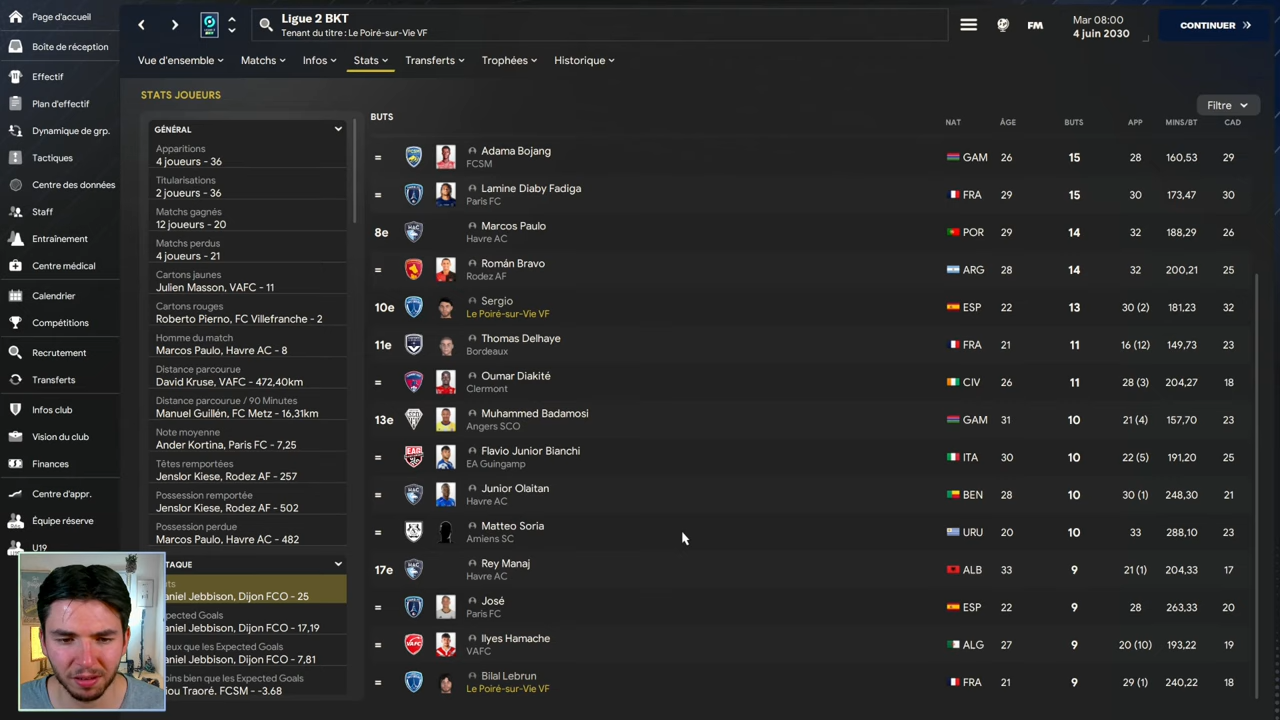 Page d'accueil
Boîte de réception
Effectif
Plan d'effectif
Dynamique de grp.
Tactiques
Centre des données
Staff
Entraînement
Centre médical
Calendrier
Compétitions
Recrutement
Transferts
Infos club
Vision du club
Finances
Centre d'appr.
Équipe réserve
U19
Ligue 2 BKT
Tenant du titre : Le Poiré-sur-Vie VF
FM
Mar 08:00
4 juin 2030
CONTINUER
Vue d'ensemble
Matchs
Infos
Stats
Transferts
Trophées
Historique
STATS JOUEURS
Filtre
GÉNÉRAL
Apparitions
4 joueurs - 36
Titularisations
2 joueurs - 36
Matchs gagnés
12 joueurs - 20
Matchs perdus
4 joueurs - 21
Cartons jaunes
Julien Masson, VAFC - 11
Cartons rouges
Roberto Pierno, FC Villefranche - 2
Homme du match
Marcos Paulo, Havre AC - 8
Distance parcourue
David Kruse, VAFC - 472,40km
Distance parcourue / 90 Minutes
Manuel Guillén, FC Metz - 16,31km
Note moyenne
Ander Kortina, Paris FC - 7,25
Têtes remportées
Jenslor Kiese, Rodez AF - 257
Possession remportée
Jenslor Kiese, Rodez AF - 502
Possession perdue
Marcos Paulo, Havre AC - 482
TAQUE
ts
aniel Jebbison, Dijon FCO - 25
xpected Goals
aniel Jebbison, Dijon FCO - 17,19
ieux que les Expected Goals
aniel Jebbison, Dijon FCO - 7,81
oins bien que les Expected Goals
iou Traoré, FCSM - -3.68
BUTS
NAT ÂGE BUTS APP MINS/BT CAD
= Adama Bojang GAM 26 15 28 160,53 29
FCSM
= Lamine Diaby Fadiga FRA 29 15 30 173,47 30
Paris FC
8e Marcos Paulo POR 29 14 32 188,29 26
Havre AC
= Román Bravo ARG 28 14 32 200,21 25
Rodez AF
10e Sergio ESP 22 13 30 (2) 181,23 32
Le Poiré-sur-Vie VF
11e Thomas Delhaye FRA 21 11 16 (12) 149,73 23
Bordeaux
= Oumar Diakité CIV 26 11 28 (3) 204,27 18
Clermont
13e Muhammed Badamosi GAM 31 10 21 (4) 157,70 23
Angers SCO
= Flavio Junior Bianchi ITA 30 10 22 (5) 191,20 25
EA Guingamp
= Junior Olaitan BEN 28 10 30 (1) 248,30 21
Havre AC
= Matteo Soria URU 20 10 33 288,10 23
Amiens SC
17e Rey Manaj ALB 33 9 21 (1) 204,33 17
Havre AC
= José ESP 22 9 28 263,33 20
Paris FC
= Ilyes Hamache ALG 27 9 20 (10) 193,22 19
VAFC
= Bilal Lebrun FRA 21 9 29 (1) 240,22 18
Le Poiré-sur-Vie VF